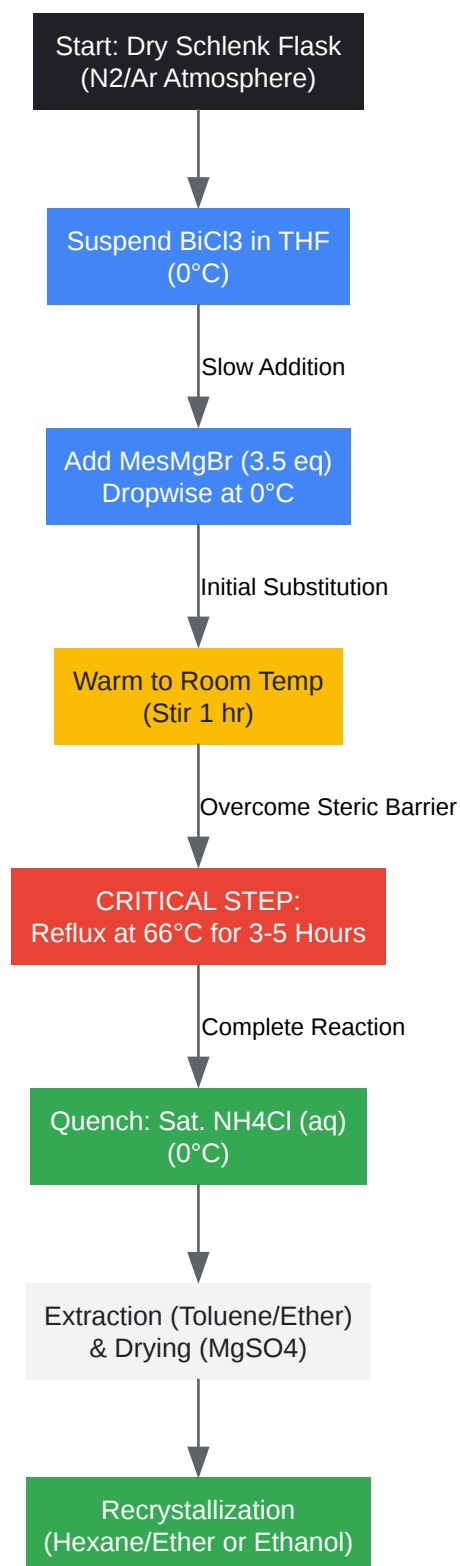 Start: Dry Schlenk Flask
(N2/Ar Atmosphere)
Suspend BiCl3 in THF
(0°C)
Slow Addition
Add MesMgBr (3.5 eq)
Dropwise at 0°C
Initial Substitution
Warm to Room Temp
(Stir 1 hr)
Overcome Steric Barrier
CRITICAL STEP:
Reflux at 66°C for 3-5 Hours
Complete Reaction
Quench: Sat. NH4Cl (aq)
(0°C)
Extraction (Toluene/Ether)
& Drying (MgSO4)
Recrystallization
(Hexane/Ether or Ethanol)